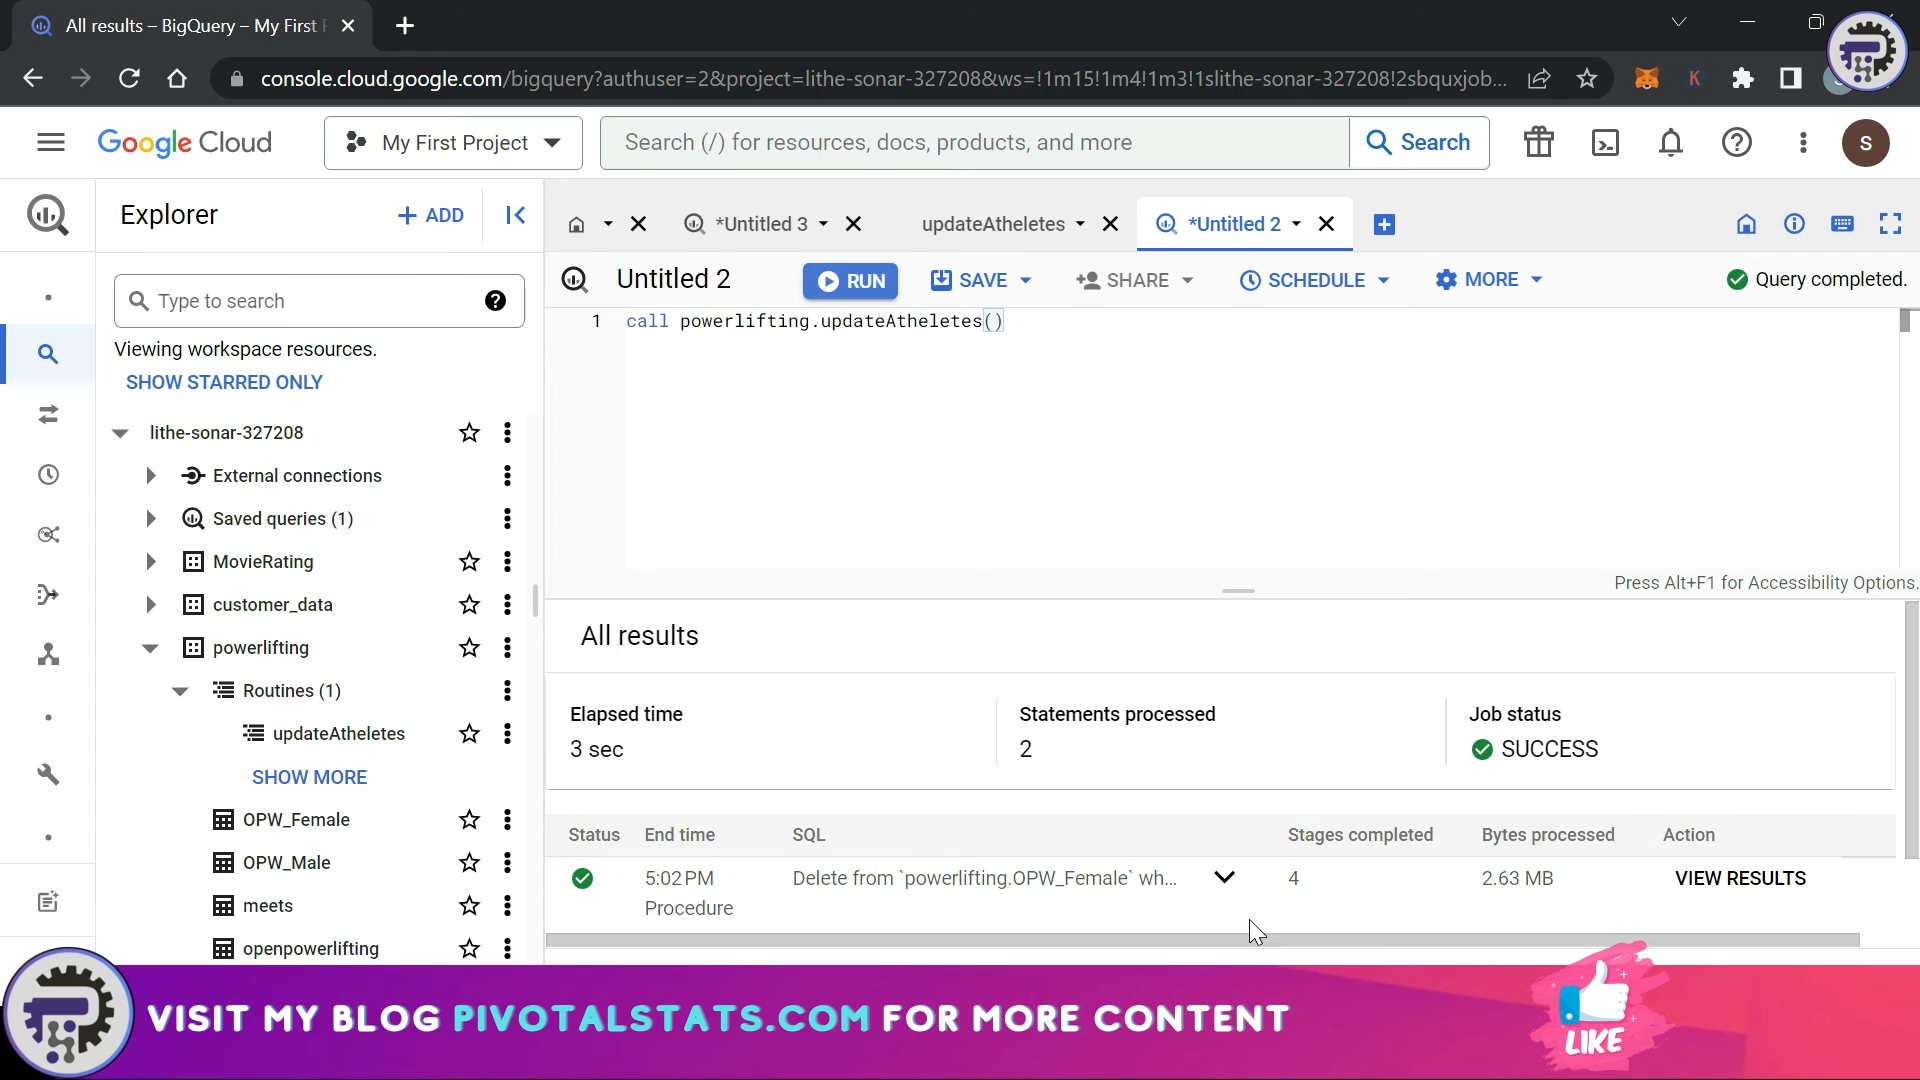 All results – BigQuery – My First
console.cloud.google.com/bigquery?authuser=2&project=lithe-sonar-327208&ws=!1m15!1m4!1m3!1slithe-sonar-327208!2sbquxjob...
K
Google Cloud
My First Project
Search (/) for resources, docs, products, and more
Search
S
Explorer
+ ADD
*Untitled 3
updateAtheletes
*Untitled 2
Untitled 2
RUN
SAVE
SHARE
SCHEDULE
MORE
Query completed.
Type to search
Viewing workspace resources.
SHOW STARRED ONLY
lithe-sonar-327208
External connections
Saved queries (1)
MovieRating
customer_data
powerlifting
Routines (1)
updateAtheletes
SHOW MORE
OPW_Female
OPW_Male
meets
openpowerlifting
1 call powerlifting.updateAtheletes()
Press Alt+F1 for Accessibility Options.
All results
Elapsed time
3 sec
Statements processed
2
Job status
SUCCESS
Status End time SQL Stages completed Bytes processed Action
5:02 PM Delete from `powerlifting.OPW_Female` wh... 4 2.63 MB VIEW RESULTS
Procedure
VISIT MY BLOG PIVOTALSTATS.COM FOR MORE CONTENT
LIKE